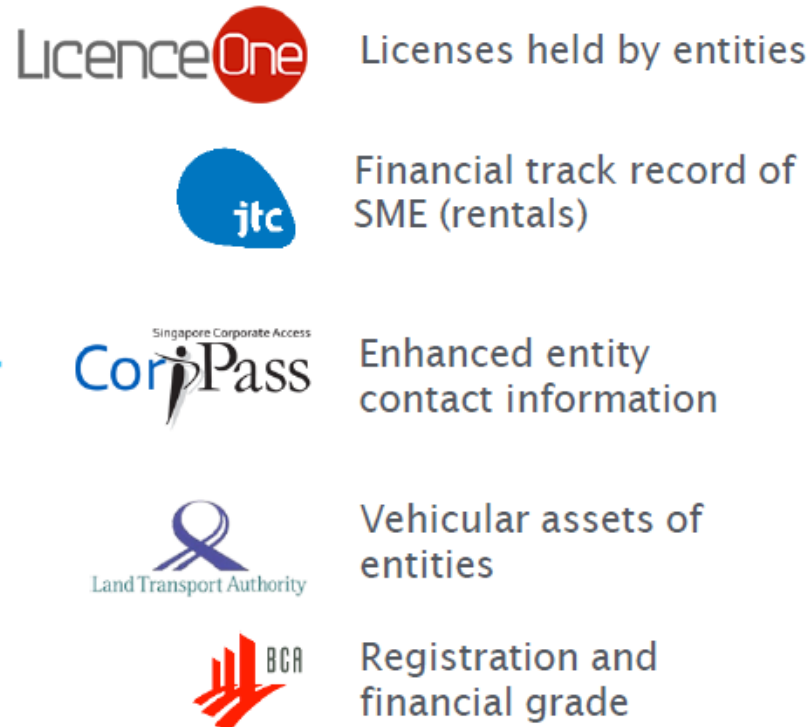 LicenceOne
Licenses held by entities
jtc
Financial track record of
SME (rentals)
Singapore Corporate Access
CorpPass
Enhanced entity
contact information
Land Transport Authority
Vehicular assets of
entities
BCA
Registration and
financial grade